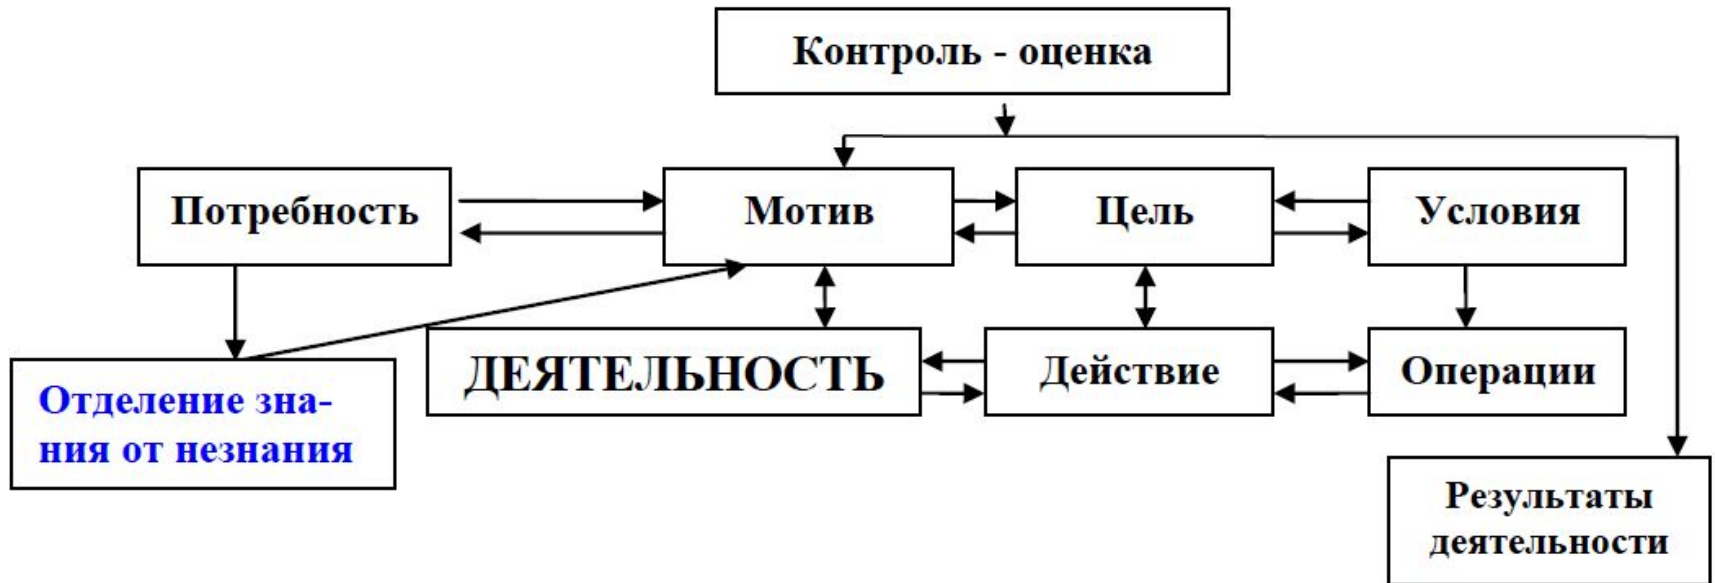 Контроль - оценка
Потребность
Мотив
Цель
Условия
Отделение зна-
ния от незнания
ДЕЯТЕЛЬНОСТЬ
Действие
Операции
Результаты
деятельности